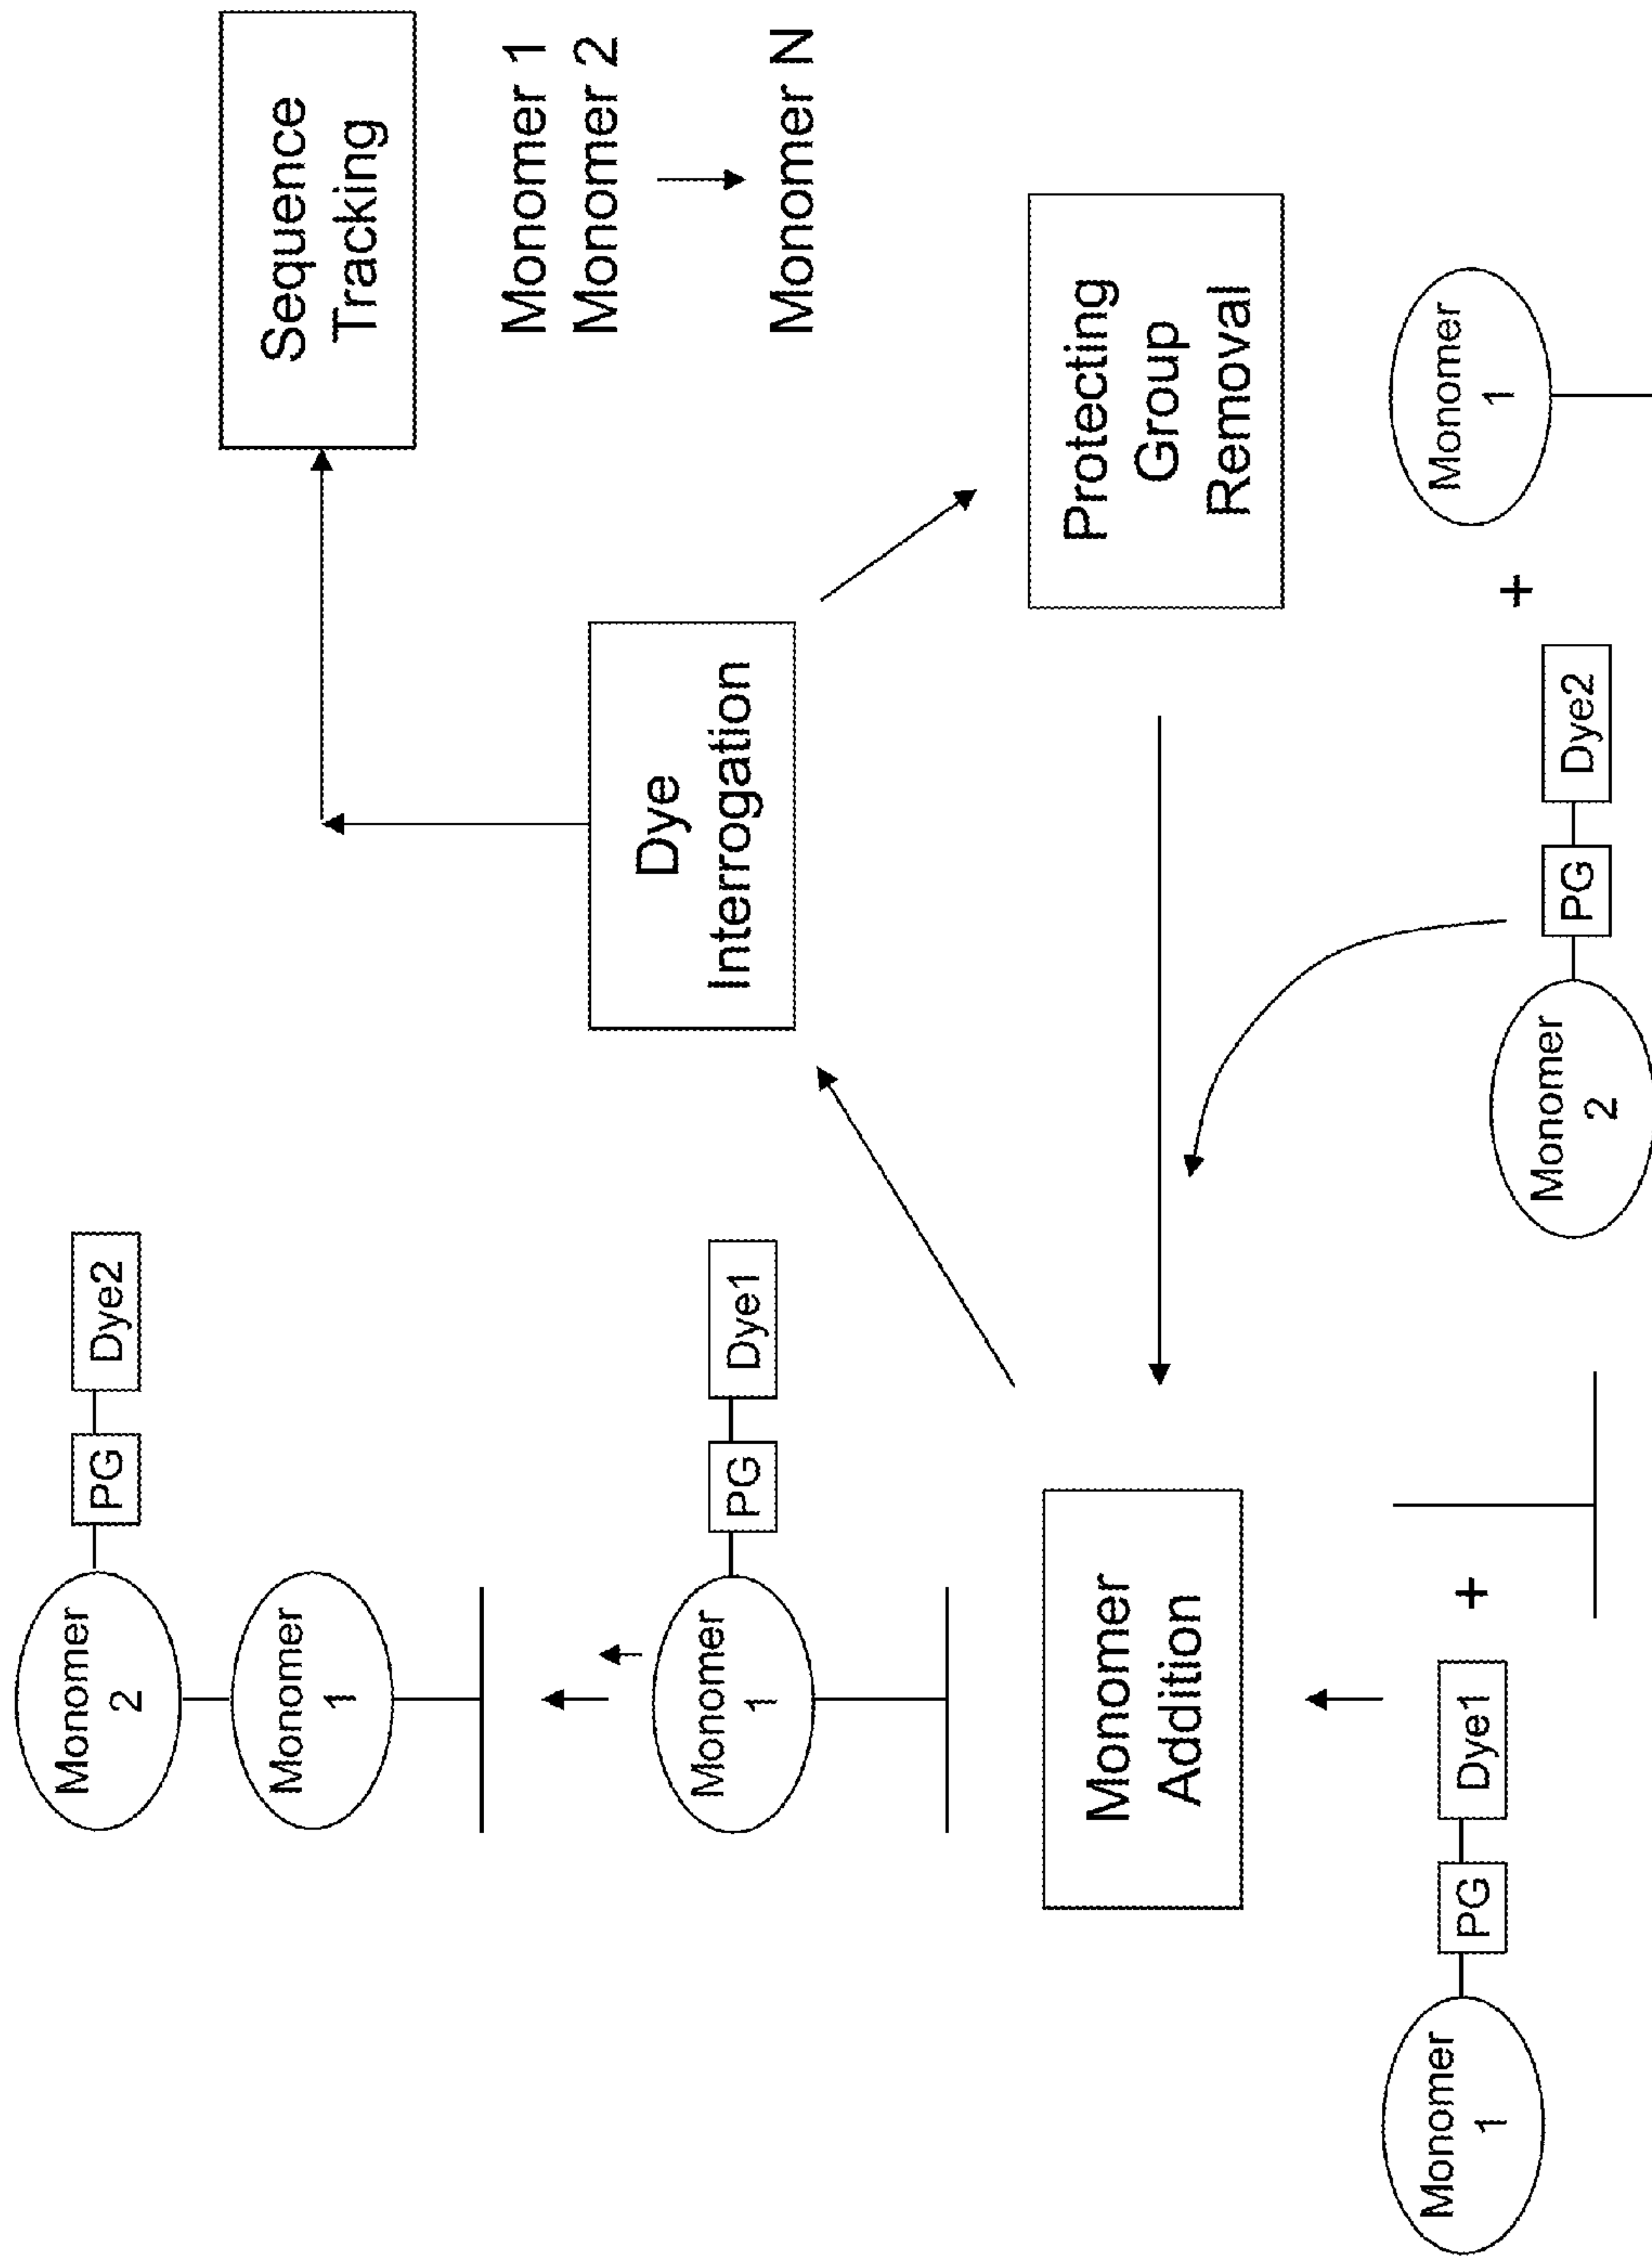 Monomer
2
PG
Dye2
Monomer
1
Sequence
Tracking
Monomer 1
Monomer 2
Monomer N
Monomer
1
PG
Dye1
Dye
Interrogation
Monomer
Addition
Protecting
Group
Removal
Monomer
1
PG
Dye1
+
Monomer
2
PG
Dye2
+
Monomer
1